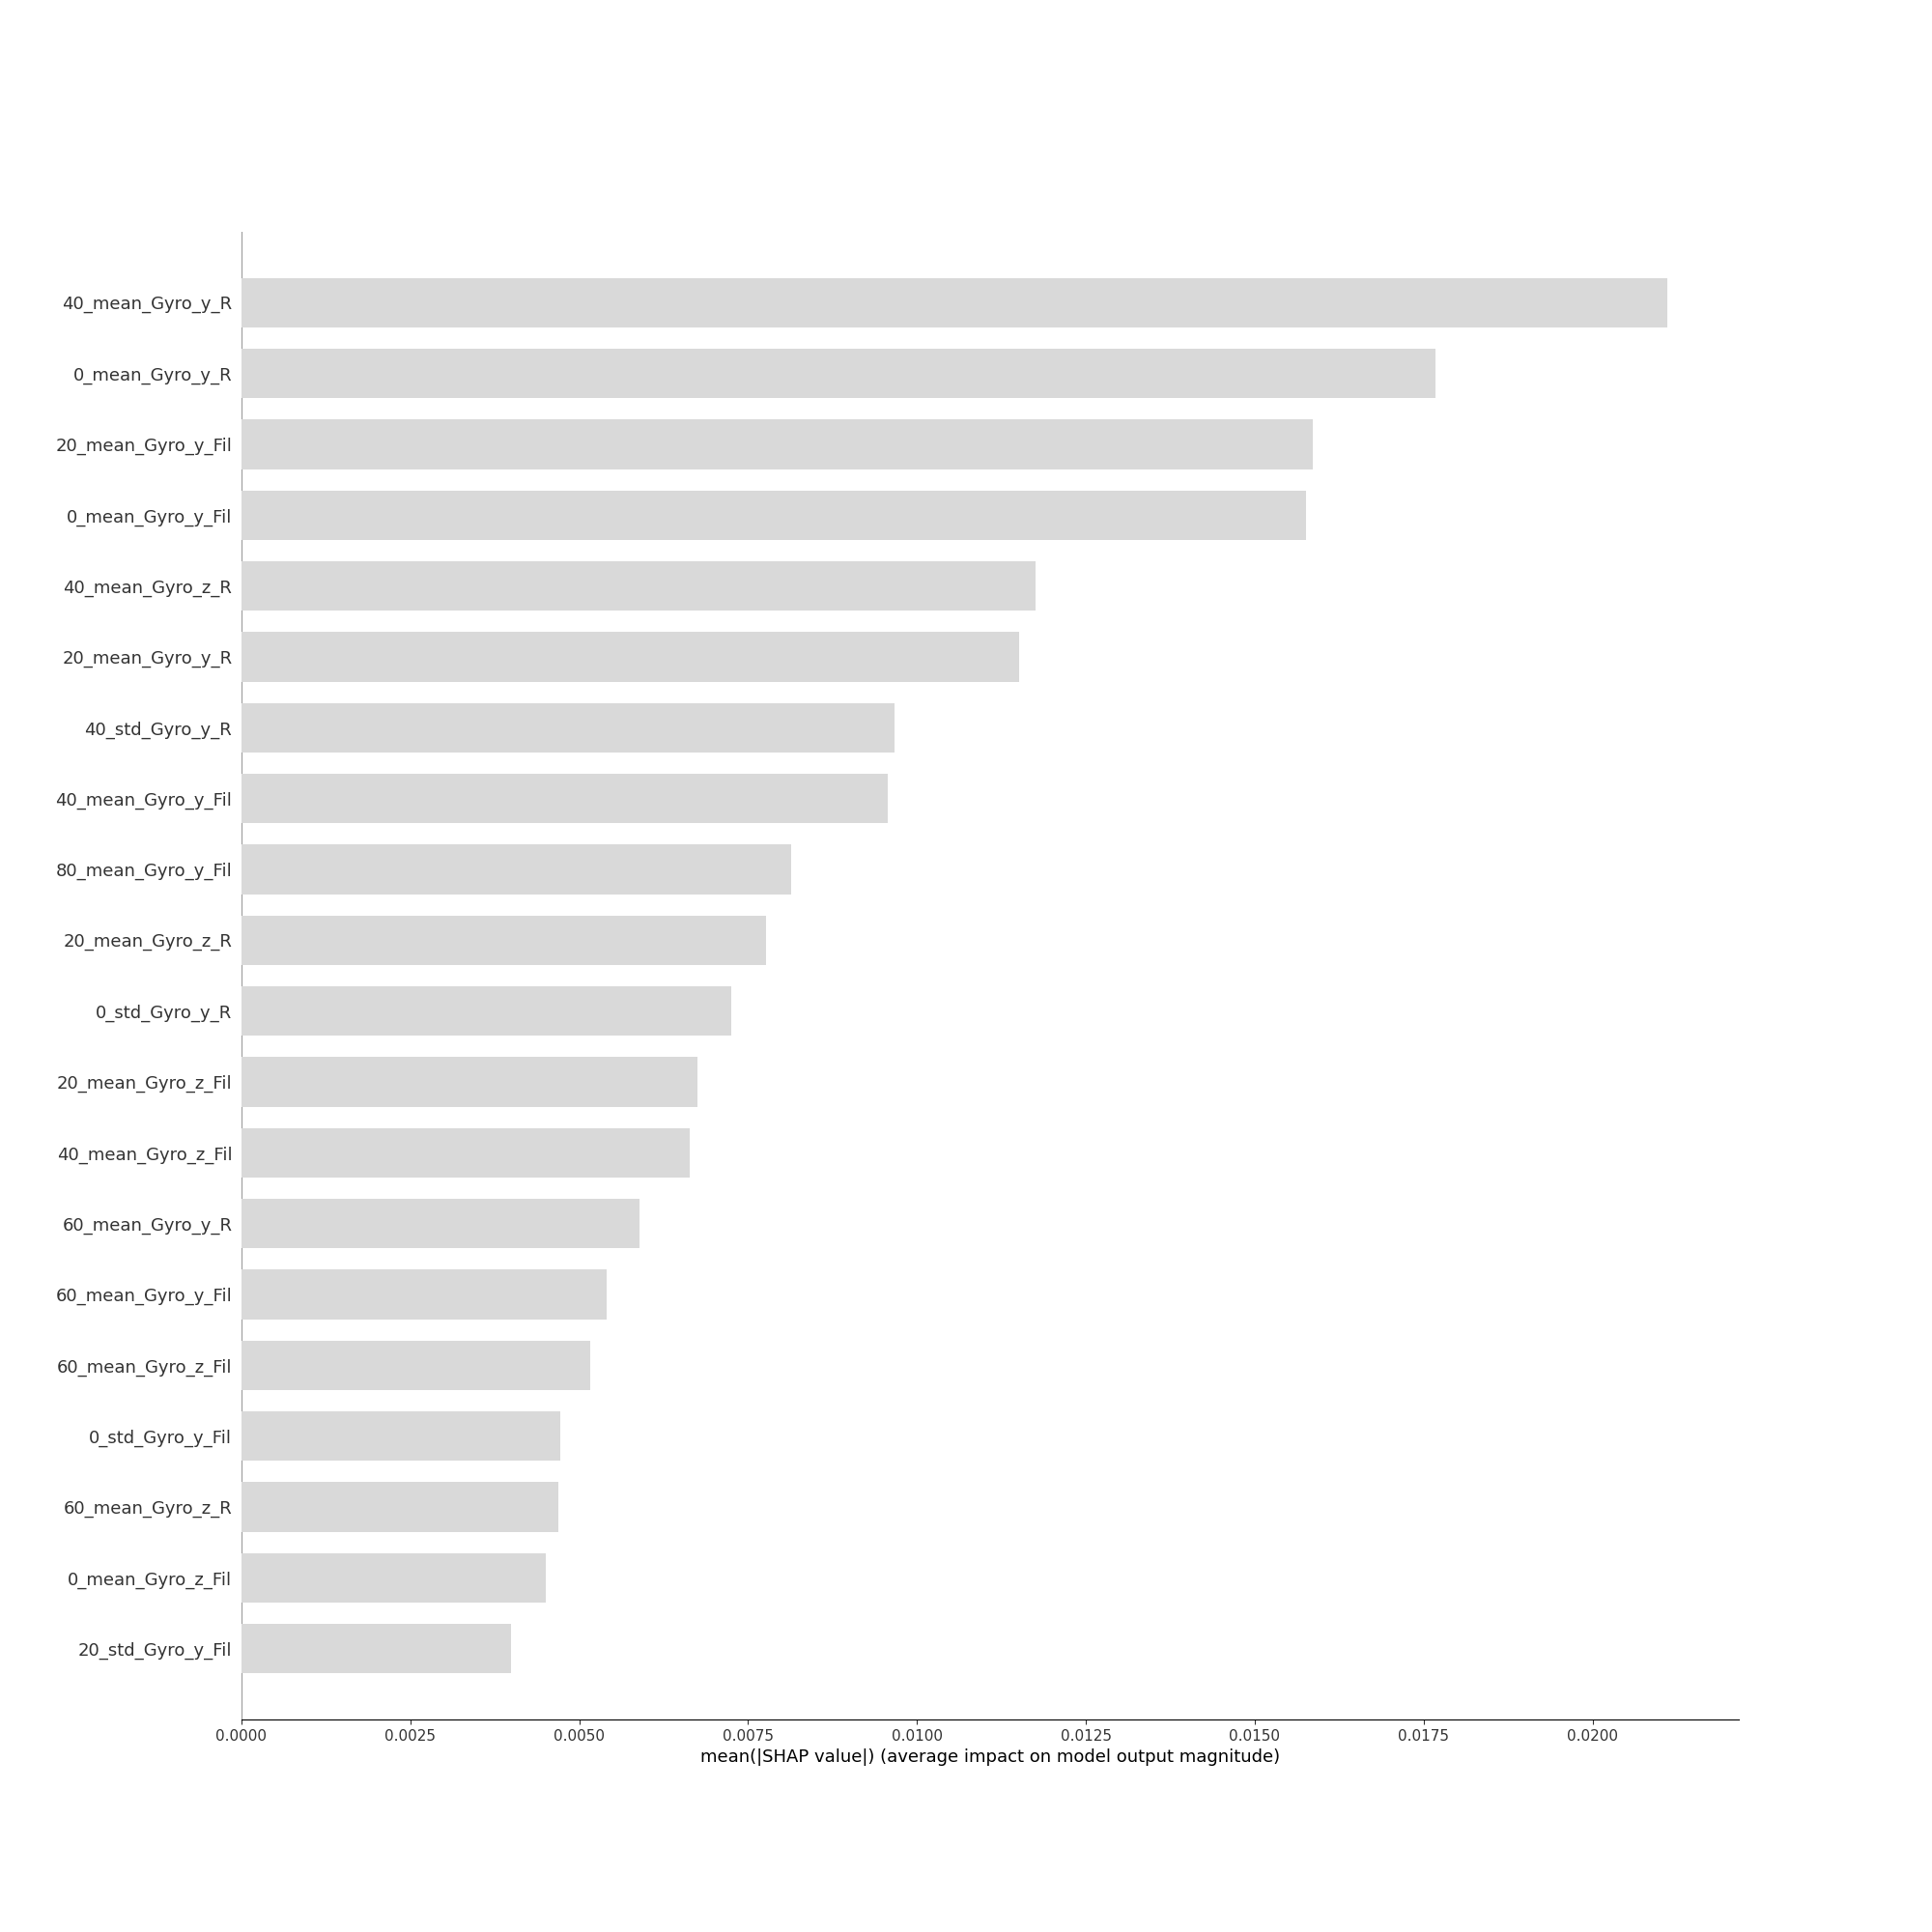 40_mean_Gyro_y_R
0_mean_Gyro_y_R
20_mean_Gyro_y_Fil
0_mean_Gyro_y_Fil
40_mean_Gyro_z_R
20_mean_Gyro_y_R
40_std_Gyro_y_R
40_mean_Gyro_y_Fil
80_mean_Gyro_y_Fil
20_mean_Gyro_z_R
0_std_Gyro_y_R
20_mean_Gyro_z_Fil
40_mean_Gyro_z_Fil
60_mean_Gyro_y_R
60_mean_Gyro_y_Fil
60_mean_Gyro_z_Fil
0_std_Gyro_y_Fil
60_mean_Gyro_z_R
0_mean_Gyro_z_Fil
20_std_Gyro_y_Fil
0.0000 0.0025 0.0050 0.0075 0.0100 0.0125 0.0150 0.0175 0.0200
mean(|SHAP value|) (average impact on model output magnitude)